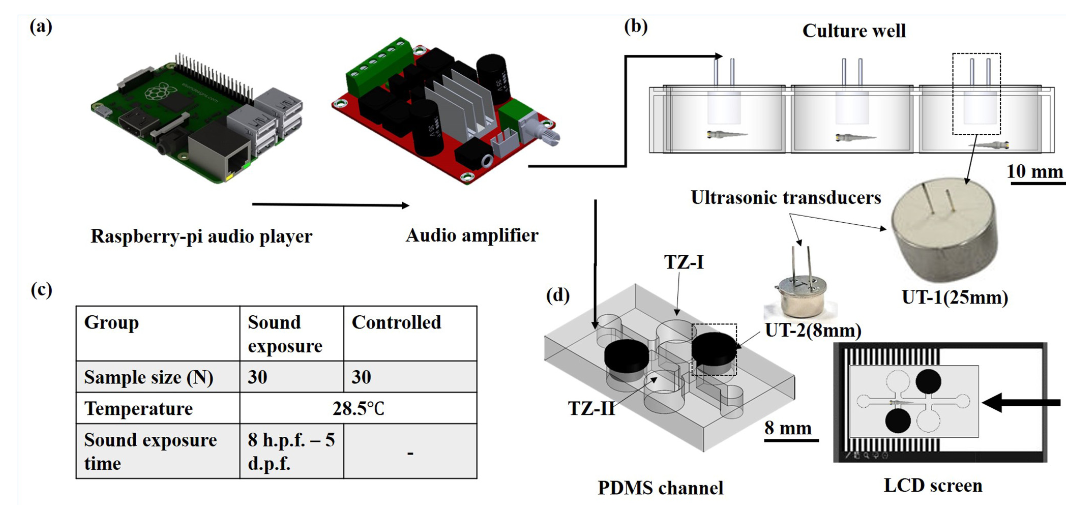 (a)
Raspberry-pi audio player
Audio amplifier
(b)
Culture well
10 mm
Ultrasonic transducers
UT-1(25mm)
UT-2(8mm)
(c)
Group
Sound
exposure
Controlled
Sample size (N)
30
30
Temperature
28.5℃
Sound exposure
time
8 h.p.f. – 5
d.p.f.
-
(d)
TZ-I
TZ-II
8 mm
PDMS channel
LCD screen